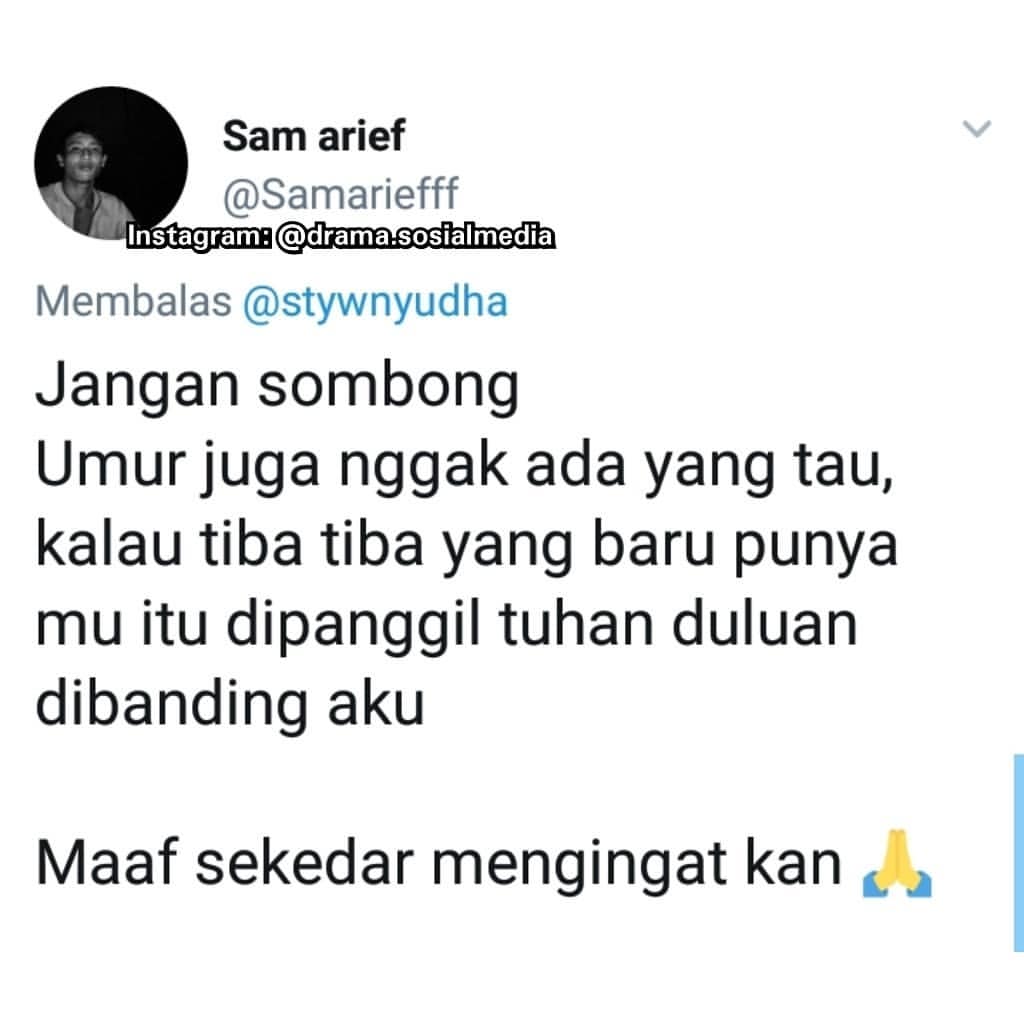 Sam arief
@Samariefff
Instagram: @drama.sosialmedia
Membalas @stywnyudha
Jangan sombong
Umur juga nggak ada yang tau,
kalau tiba tiba yang baru punya
mu itu dipanggil tuhan duluan
dibanding aku
Maaf sekedar mengingat kan 🙏